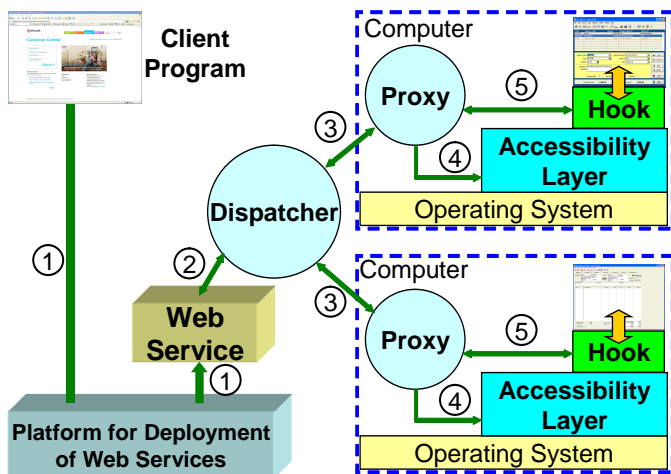 Client
Program
Computer
Proxy
5
Hook
3
4
Accessibility
Layer
Operating System
Dispatcher
1
2
3
Computer
Web
Service
Proxy
5
Hook
1
4
Accessibility
Layer
Operating System
Platform for Deployment
of Web Services